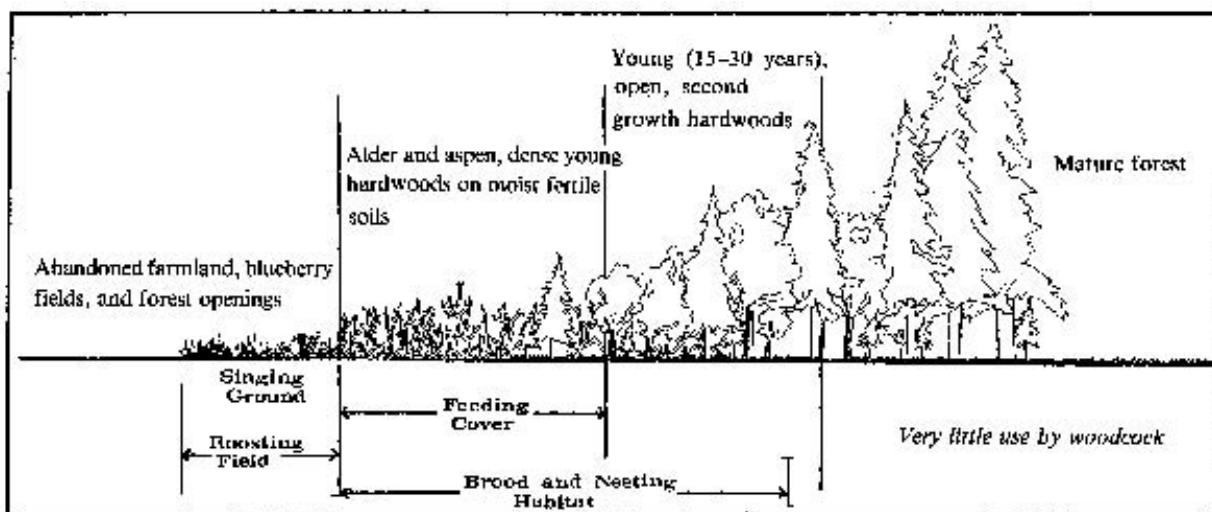 Young (15–30 years),
open, second
growth hardwoods
Mature forest
Alder and aspen, dense young
hardwoods on moist fertile
soils
Abandoned farmland, blueberry
fields, and forest openings
Singing
Ground
Feeding
Cover
Roosting
Field
Very little use by woodcock
Brood and Nesting
Habitat